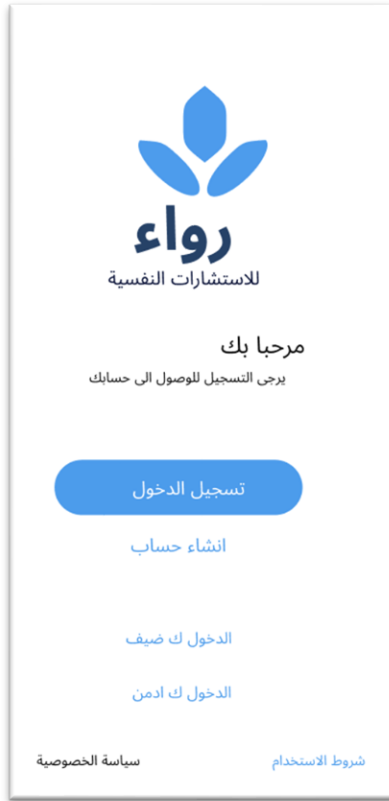 رواء
للاستشارات النفسية
مرحبا بك
يرجى التسجيل للوصول الى حسابك
تسجيل الدخول
انشاء حساب
الدخول ك ضيف
الدخول ك ادمن
شروط الاستخدام
سياسة الخصوصية